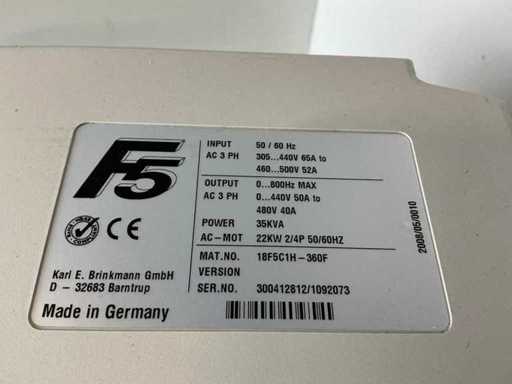 F5
INPUT 50 / 60 Hz
AC 3 PH 305...440V 65A to
460...500V 52A
OUTPUT 0...800Hz MAX
AC 3 PH 0...440V 50A to
480V 40A
POWER 35KVA
AC-MOT 22KW 2/4P 50/60HZ
MAT.NO. 18F5C1H-360F
VERSION
SER.NO. 300412812/1092073
CE
Karl E. Brinkmann GmbH
D - 32683 Barntrup
Made in Germany
2008/05/0010